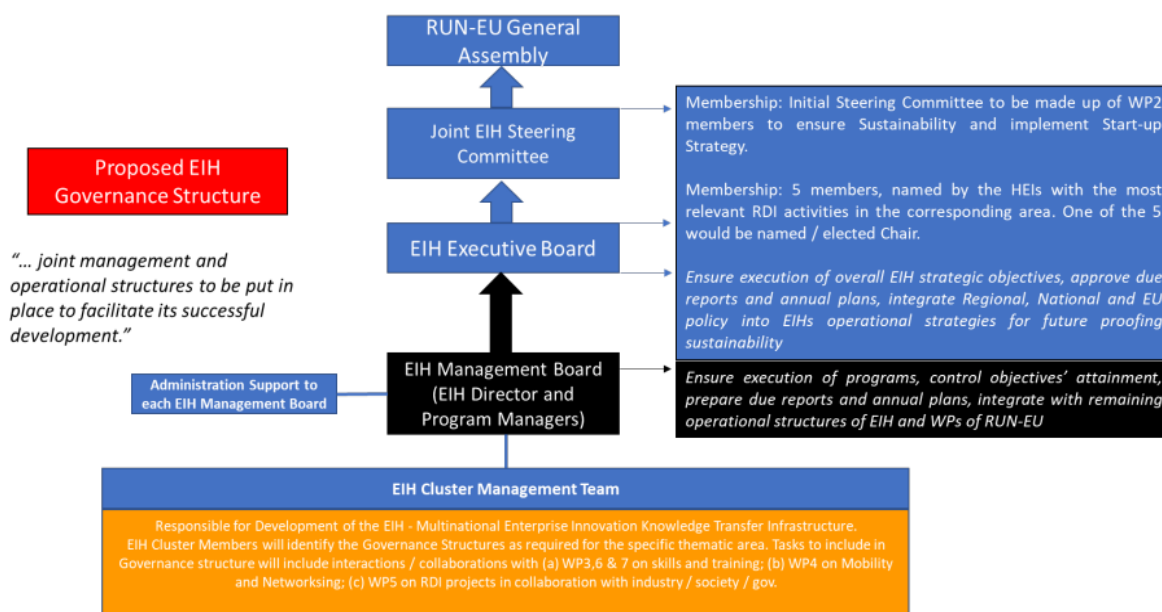 RUN-EU General
Assembly
Joint EIH Steering
Committee
EIH Executive Board
EIH Management Board
(EIH Director and
Program Managers)
Proposed EIH
Governance Structure
“... joint management and
operational structures to be put in
place to facilitate its successful
development.”
Administration Support to
each EIH Management Board
Membership: Initial Steering Committee to be made up of WP2
members to ensure Sustainability and implement Start-up
Strategy.
Membership: 5 members, named by the HEIs with the most
relevant RDI activities in the corresponding area. One of the 5
would be named / elected Chair.
Ensure execution of overall EIH strategic objectives, approve due
reports and annual plans, integrate Regional, National and EU
policy into EIHs operational strategies for future proofing
sustainability
Ensure execution of programs, control objectives’ attainment,
prepare due reports and annual plans, integrate with remaining
operational structures of EIH and WPs of RUN-EU
EIH Cluster Management Team
Responsible for Development of the EIH - Multinational Enterprise Innovation Knowledge Transfer Infrastructure.
EIH Cluster Members will identify the Governance Structures as required for the specific thematic area. Tasks to include in
Governance structure will include interactions / collaborations with (a) WP3,6 & 7 on skills and training; (b) WP4 on Mobility
and Networksing; (c) WP5 on RDI projects in collaboration with industry / society / gov.